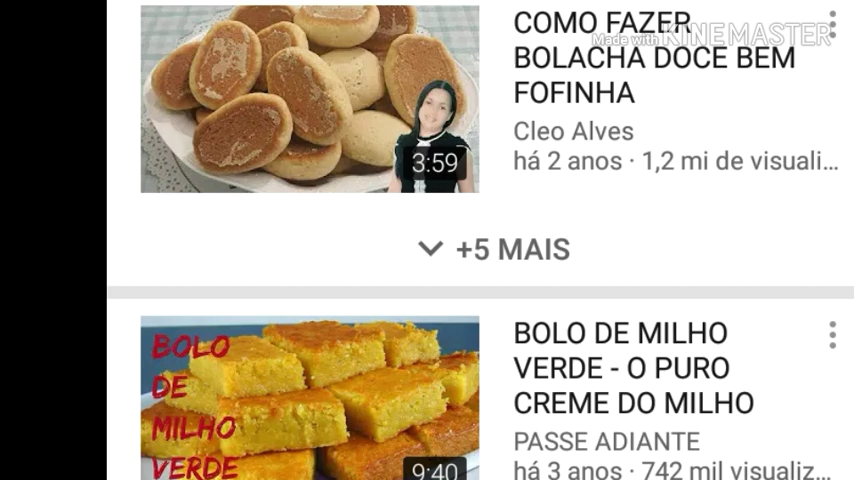 COMO FAZER
BOLACHA DOCE BEM
FOFINHA
Made with KINEMASTER
Cleo Alves
há 2 anos · 1,2 mi de visuali...
3:59
+5 MAIS
BOLO
DE
MILHO
VERDE
9:40
BOLO DE MILHO
VERDE - O PURO
CREME DO MILHO
PASSE ADIANTE
há 3 anos · 742 mil visualiz...